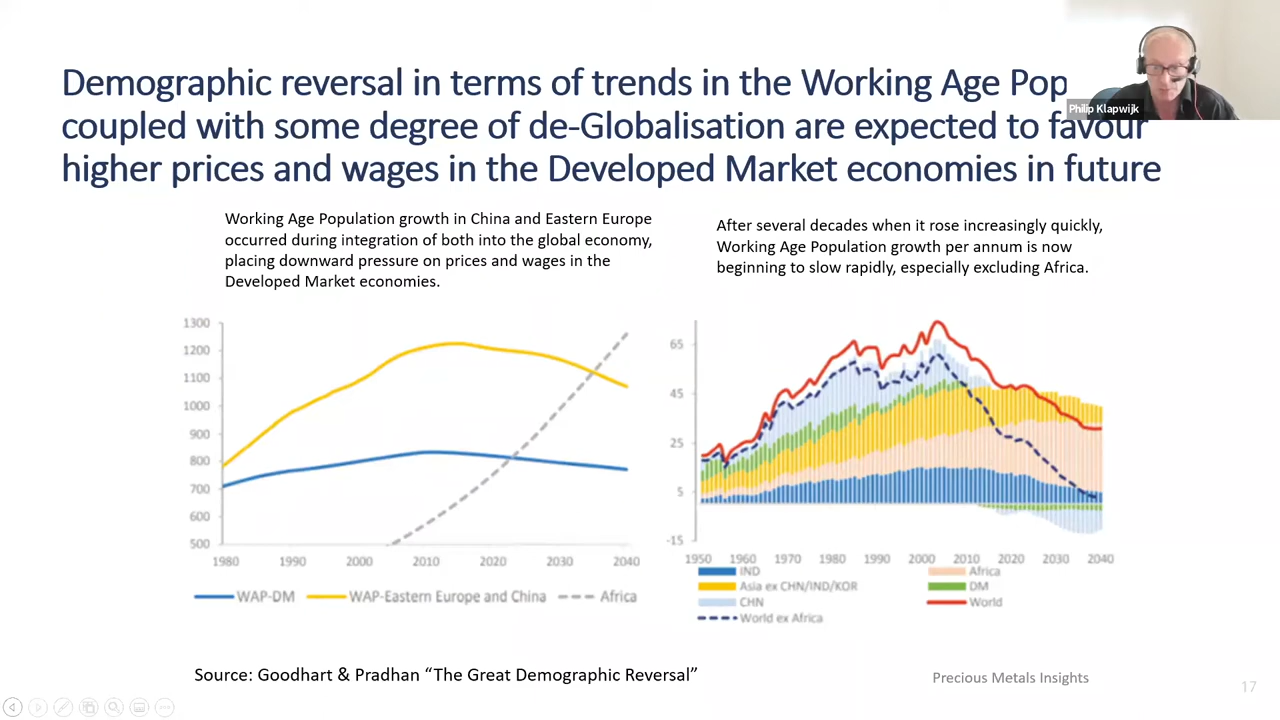 Demographic reversal in terms of trends in the Working Age Pop
Philip Klapwijk
coupled with some degree of de-Globalisation are expected to favour
higher prices and wages in the Developed Market economies in future
Working Age Population growth in China and Eastern Europe
occurred during integration of both into the global economy,
placing downward pressure on prices and wages in the
Developed Market economies.
After several decades when it rose increasingly quickly,
Working Age Population growth per annum is now
beginning to slow rapidly, especially excluding Africa.
1300
1200
1100
1000
900
800
700
600
500
1980 1990 2000 2010 2020 2030 2040
WAP-DM WAP-Eastern Europe and China Africa
65
45
25
5
-15
1950 1960 1970 1980 1990 2000 2010 2020 2030 2040
IND Africa
Asia ex CHN/IND/KOR DM
CHN World
World ex Africa
Source: Goodhart & Pradhan “The Great Demographic Reversal”
Precious Metals Insights
17